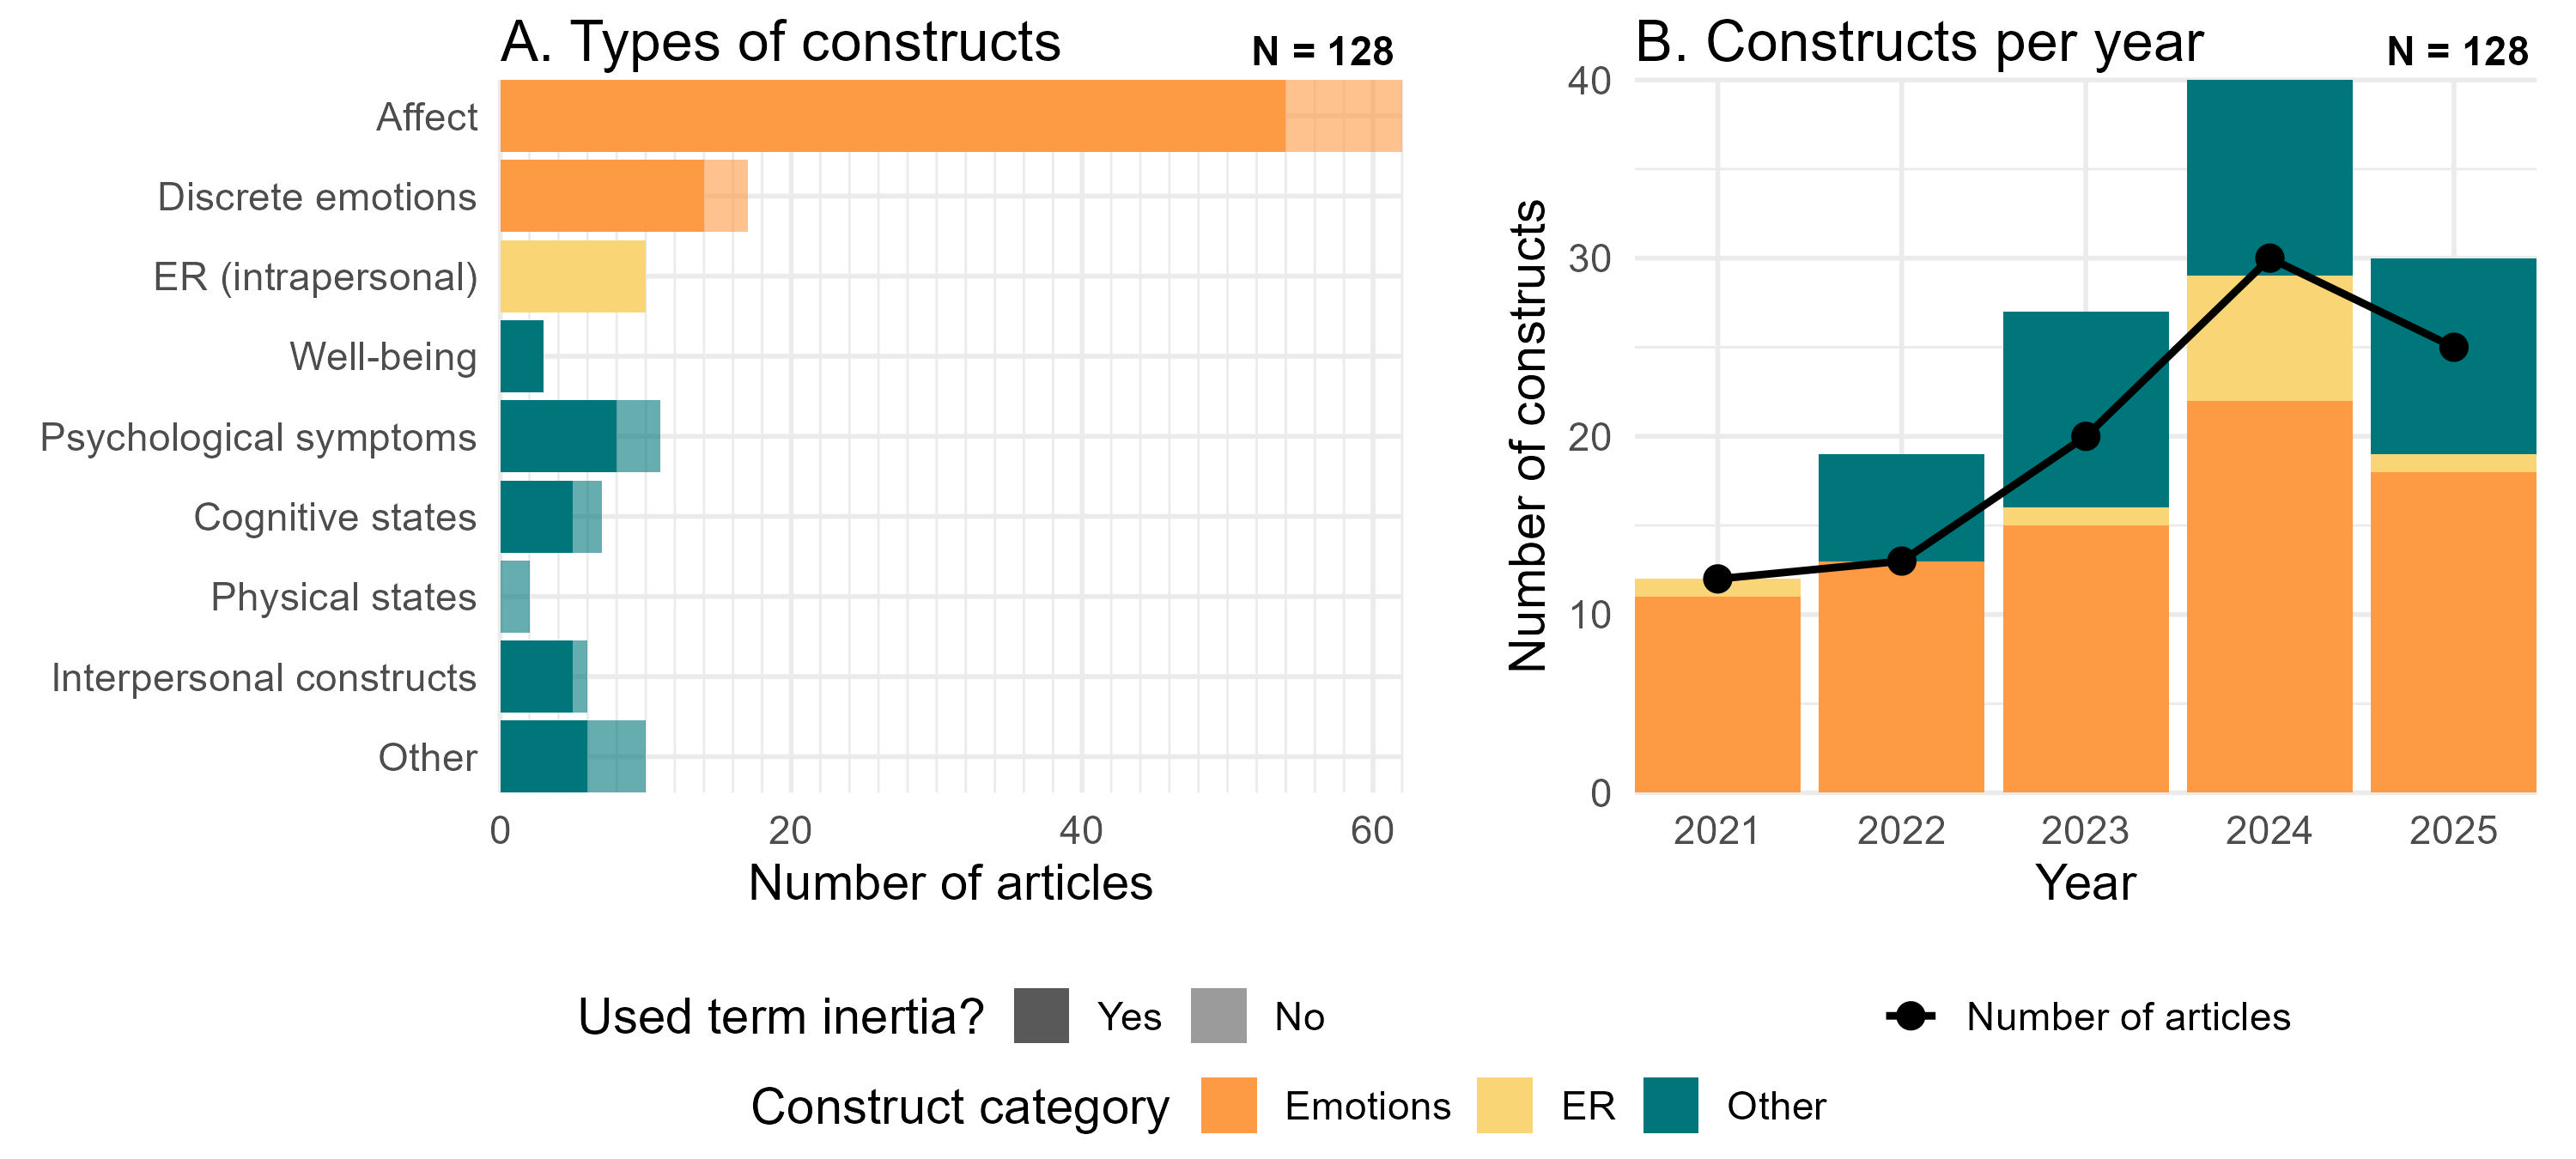 A. Types of constructs
N = 128
Affect
Discrete emotions
ER (intrapersonal)
Well-being
Psychological symptoms
Cognitive states
Physical states
Interpersonal constructs
Other
0 20 40 60
Number of articles
B. Constructs per year
N = 128
Number of constructs
40
30
20
10
0
2021 2022 2023 2024 2025
Year
Used term inertia? Yes No
Number of articles
Construct category Emotions ER Other